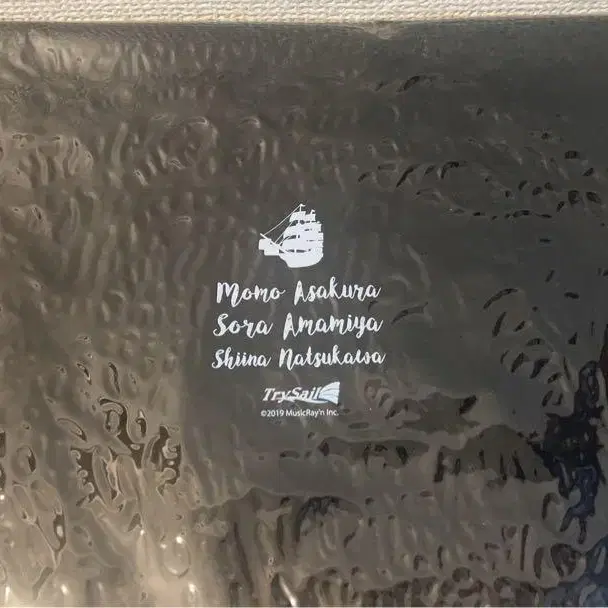 Momo Asakura
Sora Amamiya
Shiina Natsukawa
TrySail
©2019 MusicRay'n Inc.